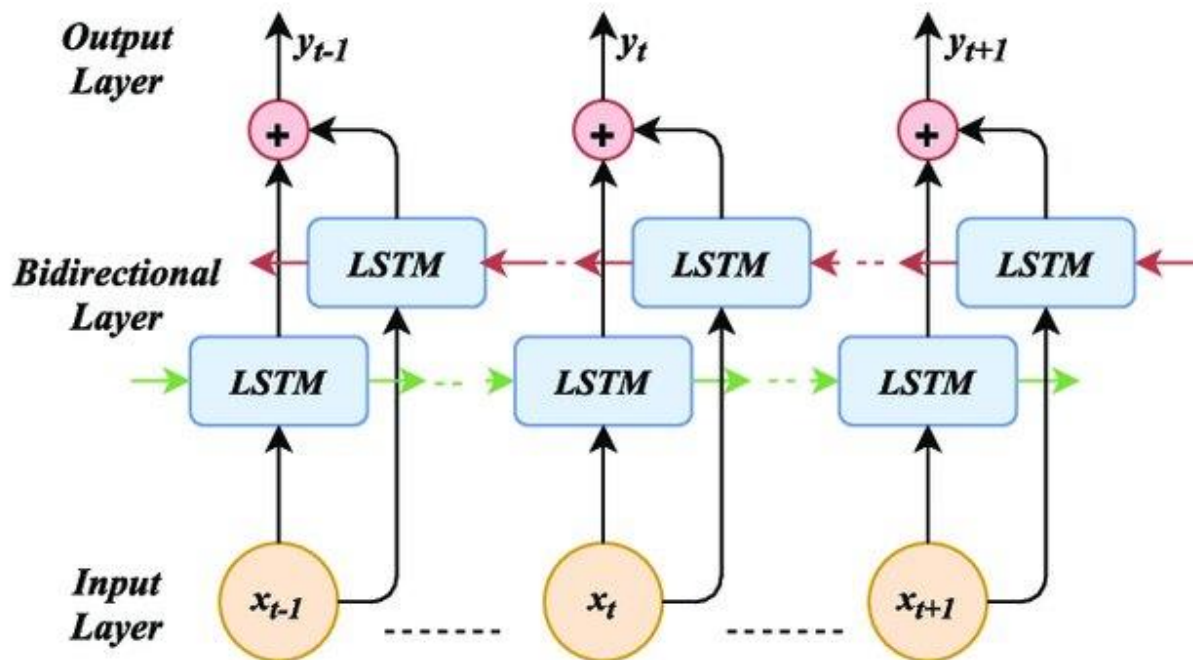 Output
Layer
y_{t-1}
y_t
y_{t+1}
+
+
+
LSTM
LSTM
LSTM
Bidirectional
Layer
LSTM
LSTM
LSTM
Input
Layer
x_{t-1}
x_t
x_{t+1}